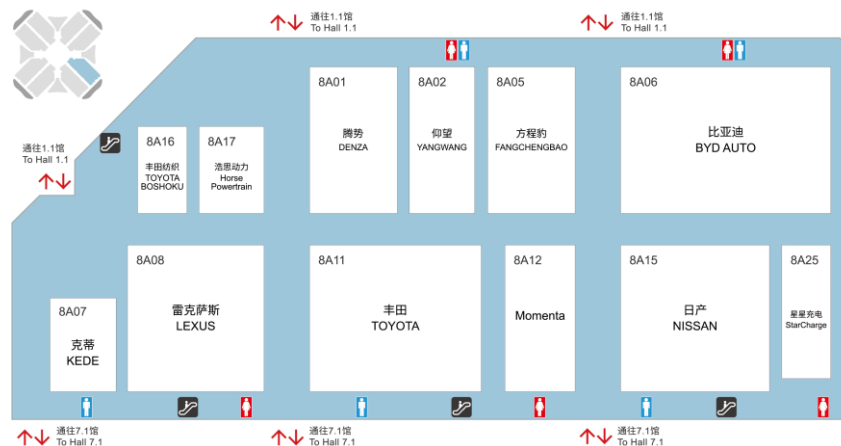 通往1.1馆
To Hall 1.1
通往1.1馆
To Hall 1.1
8A01
腾势
DENZA
8A02
仰望
YANGWANG
8A05
方程豹
FANGCHENGBAO
8A06
比亚迪
BYD AUTO
通往1.1馆
To Hall 1.1
8A16
丰田纺织
TOYOTA
BOSHOKU
8A17
浩思动力
Horse
Powertrain
8A07
克蒂
KEDE
8A08
雷克萨斯
LEXUS
8A11
丰田
TOYOTA
8A12
Momenta
8A15
日产
NISSAN
8A25
星星充电
StarCharge
通往7.1馆
To Hall 7.1
通往7.1馆
To Hall 7.1
通往7.1馆
To Hall 7.1